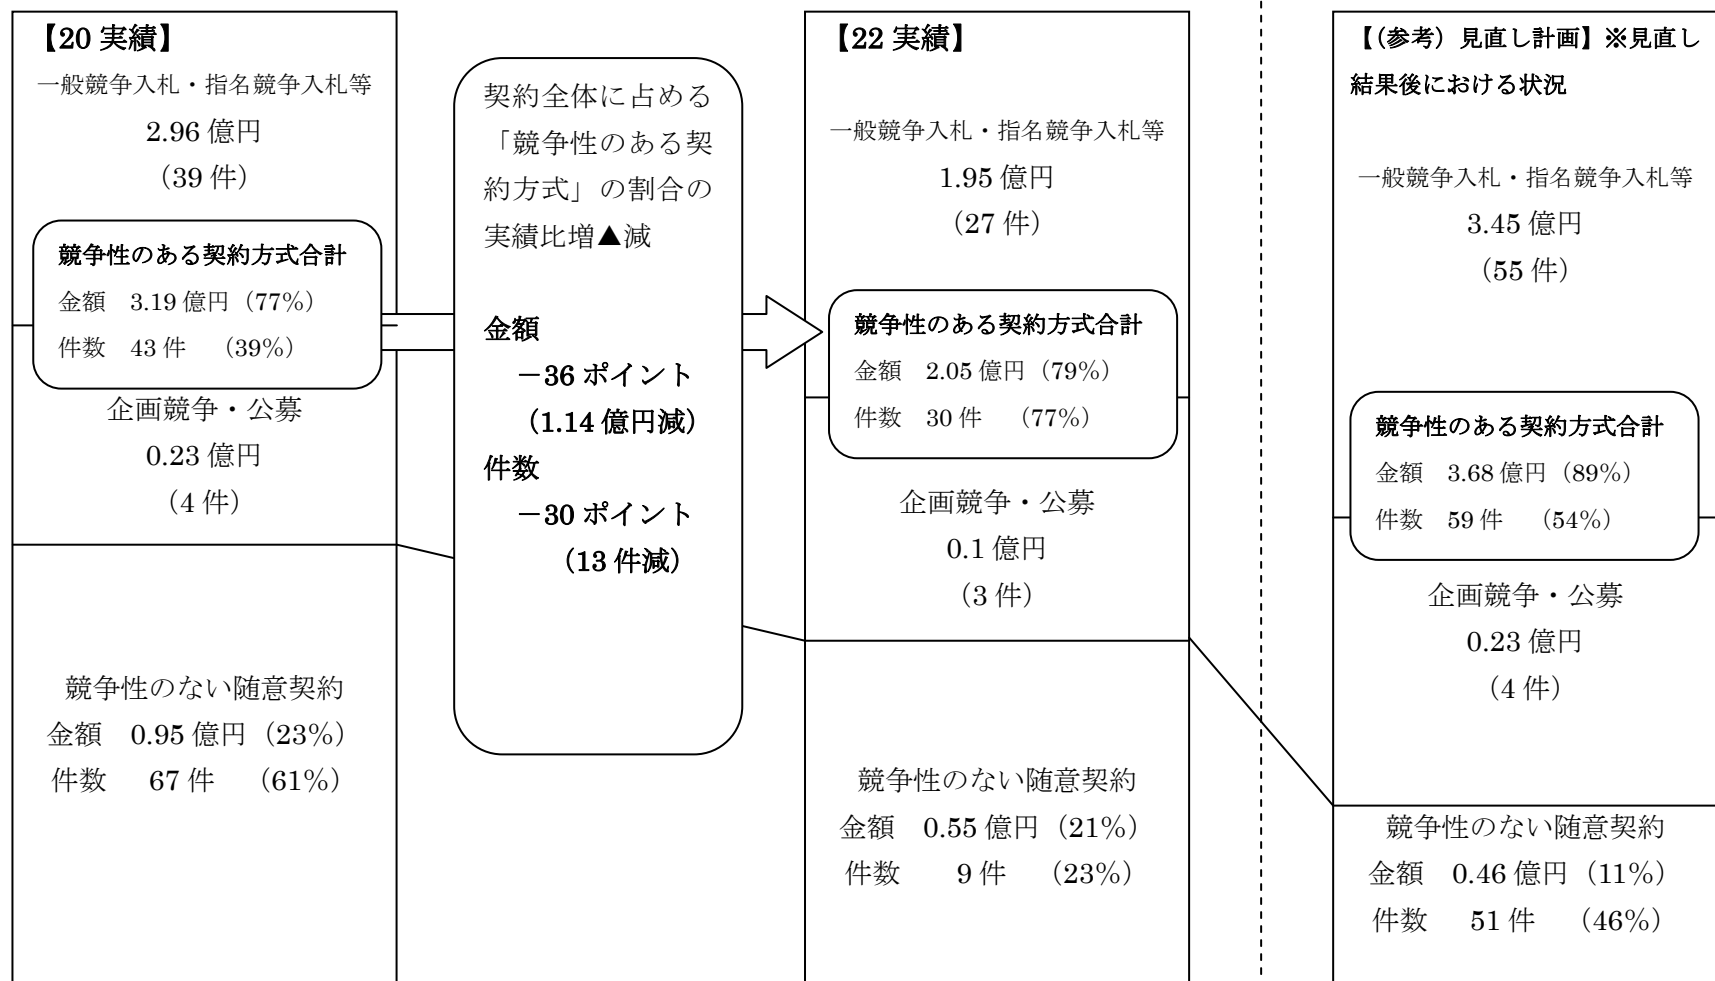 【20 実績】
一般競争入札・指名競争入札等
2.96 億円
（39 件）
競争性のある契約方式合計
金額　3.19 億円（77%）
件数　43 件　（39%）
企画競争・公募
0.23 億円
（4 件）
競争性のない随意契約
金額　0.95 億円（23%）
件数　67 件　（61%）
契約全体に占める
「競争性のある契
約方式」の割合の
実績比増▲減
金額
－36 ポイント
（1.14 億円減）
件数
－30 ポイント
（13 件減）
【22 実績】
一般競争入札・指名競争入札等
1.95 億円
（27 件）
競争性のある契約方式合計
金額　2.05 億円（79%）
件数　30 件　（77%）
企画競争・公募
0.1 億円
（3 件）
競争性のない随意契約
金額　0.55 億円（21%）
件数　9 件　（23%）
【(参考）見直し計画】※見直し
結果後における状況
一般競争入札・指名競争入札等
3.45 億円
（55 件）
競争性のある契約方式合計
金額　3.68 億円（89%）
件数　59 件　（54%）
企画競争・公募
0.23 億円
（4 件）
競争性のない随意契約
金額　0.46 億円（11%）
件数　51 件　（46%）